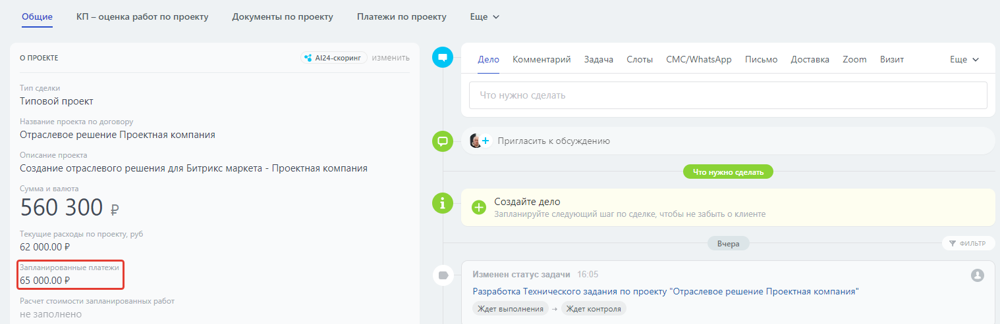 Общие КП – оценка работ по проекту Документы по проекту Платежи по проекту Еще
О ПРОЕКТЕ AI24-скоринг изменить
Тип сделки
Типовой проект
Название проекта по договору
Отраслевое решение Проектная компания
Описание проекта
Создание отраслевого решения для Битрикс маркета - Проектная компания
Сумма и валюта
560 300 ₽
Текущие расходы по проекту, руб
62 000.00 ₽
Запланированные платежи
65 000.00 ₽
Расчет стоимости запланированных работ
не заполнено
Дело Комментарий Задача Слоты СМС/WhatsApp Письмо Доставка Zoom Визит Еще
Что нужно сделать
Пригласить к обсуждению
Что нужно сделать
Создайте дело
Запланируйте следующий шаг по сделке, чтобы не забыть о клиенте
Вчера
ФИЛЬТР
Изменен статус задачи 16:05
Разработка Технического задания по проекту "Отраслевое решение Проектная компания"
Ждет выполнения → Ждет контроля